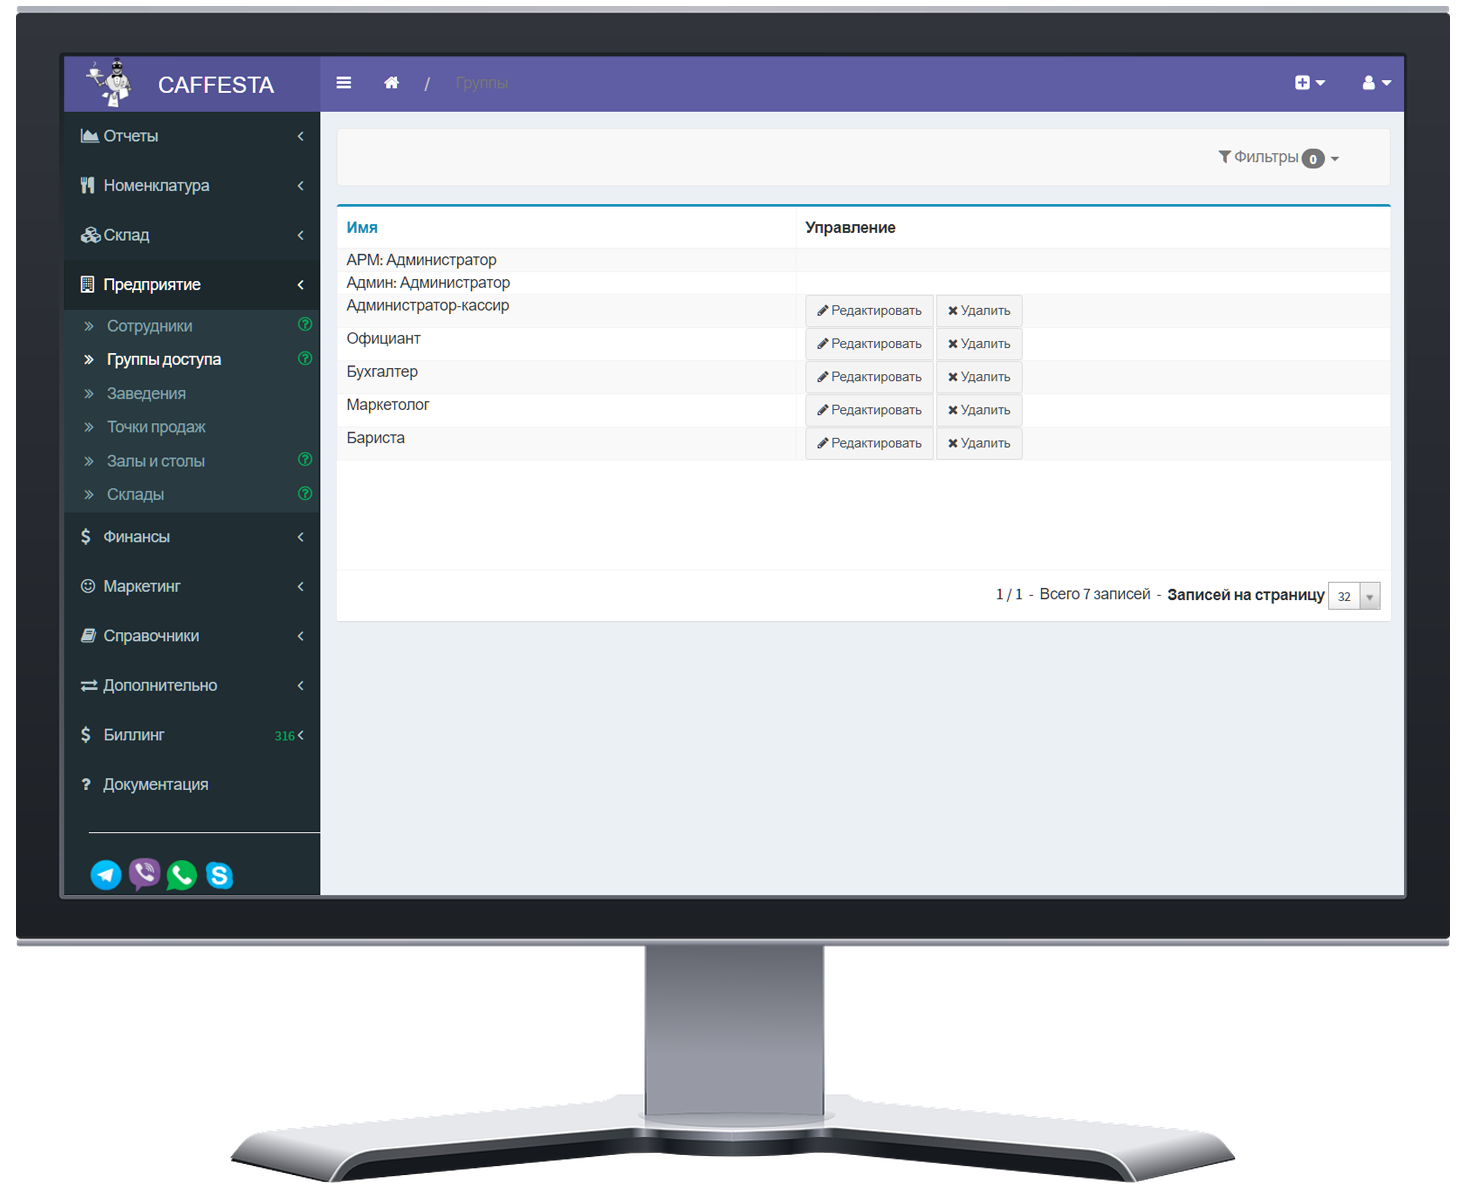 CAFFESTA
/ Группы
Отчеты
Номенклатура
Склад
Предприятие
Сотрудники
Группы доступа
Заведения
Точки продаж
Залы и столы
Склады
$ Финансы
Маркетинг
Справочники
Дополнительно
$ Биллинг 316
? Документация
Фильтры 0
Имя Управление
АРМ: Администратор
Админ: Администратор
Администратор-кассир Редактировать Удалить
Официант Редактировать Удалить
Бухгалтер Редактировать Удалить
Маркетолог Редактировать Удалить
Бариста Редактировать Удалить
1 / 1 - Всего 7 записей - Записей на страницу 32